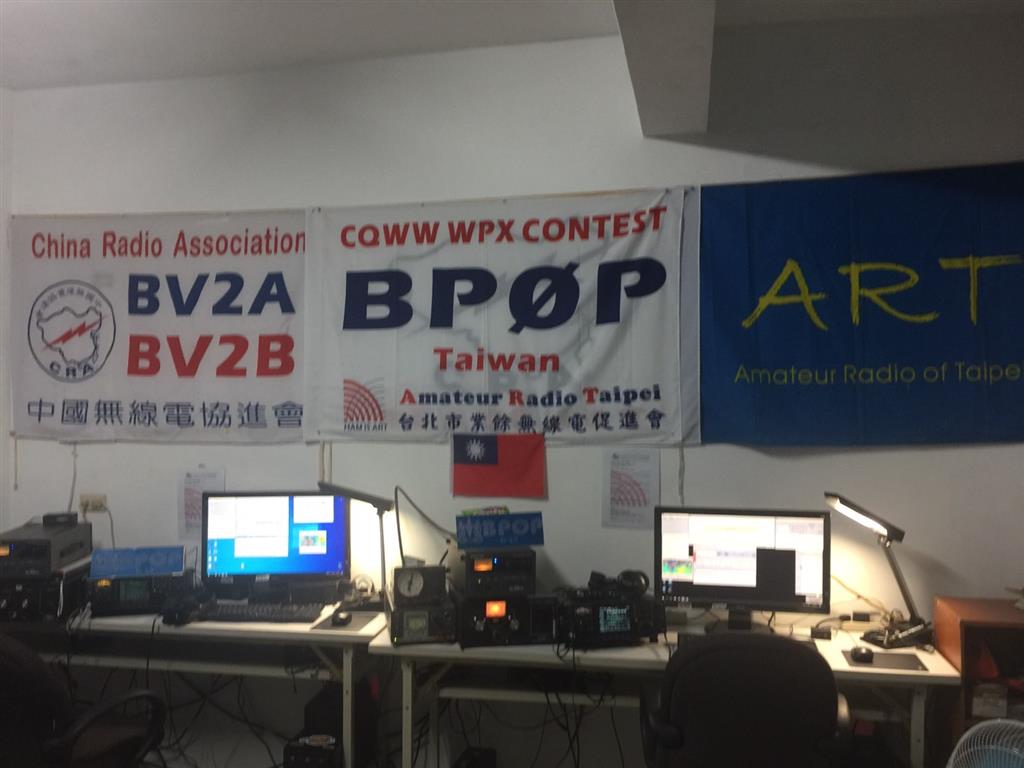 China Radio Association
BV2A
BV2B
CRA
中國無線電協進會
CQWW WPX CONTEST
BPØP
Taiwan
Amateur Radio Taipei
HAM IS ART
台北市業餘無線電促進會
ART
Amateur Radio of Taipe
BPOP
BPOP